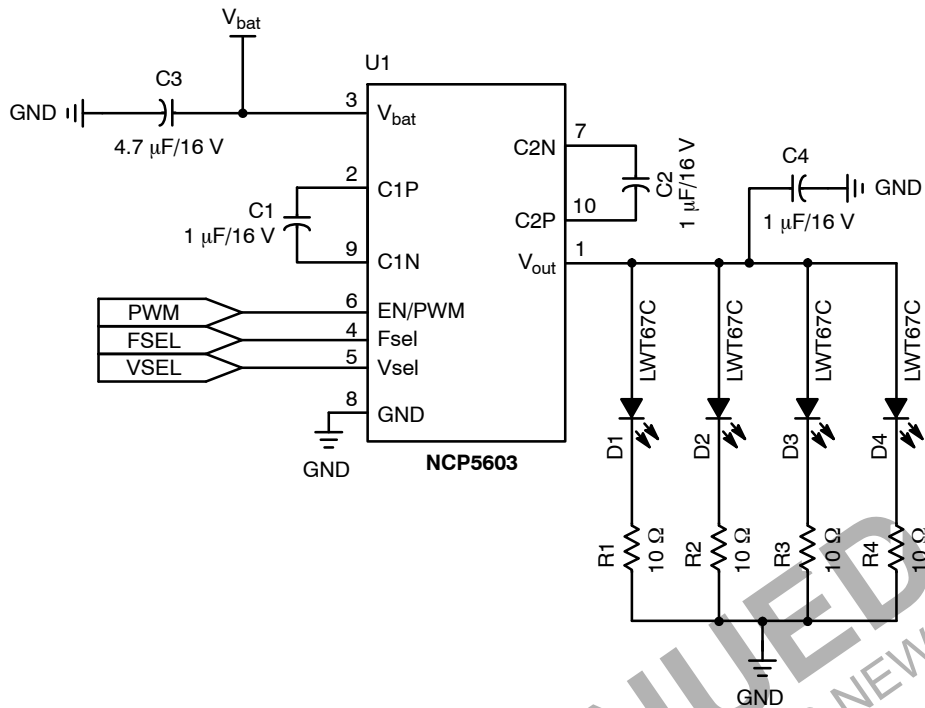 Vbat
U1
C3
GND
4.7 μF/16 V
3
Vbat
7
C2N
C2
1 μF/16 V
C4
GND
1 μF/16 V
2
C1P
C1
1 μF/16 V
10
C2P
9
C1N
1
Vout
PWM
6
EN/PWM
FSEL
4
Fsel
VSEL
5
Vsel
8
GND
GND
NCP5603
LWT67C
LWT67C
LWT67C
LWT67C
D1
D2
D3
D4
R1
10 Ω
R2
10 Ω
R3
10 Ω
R4
10 Ω
GND